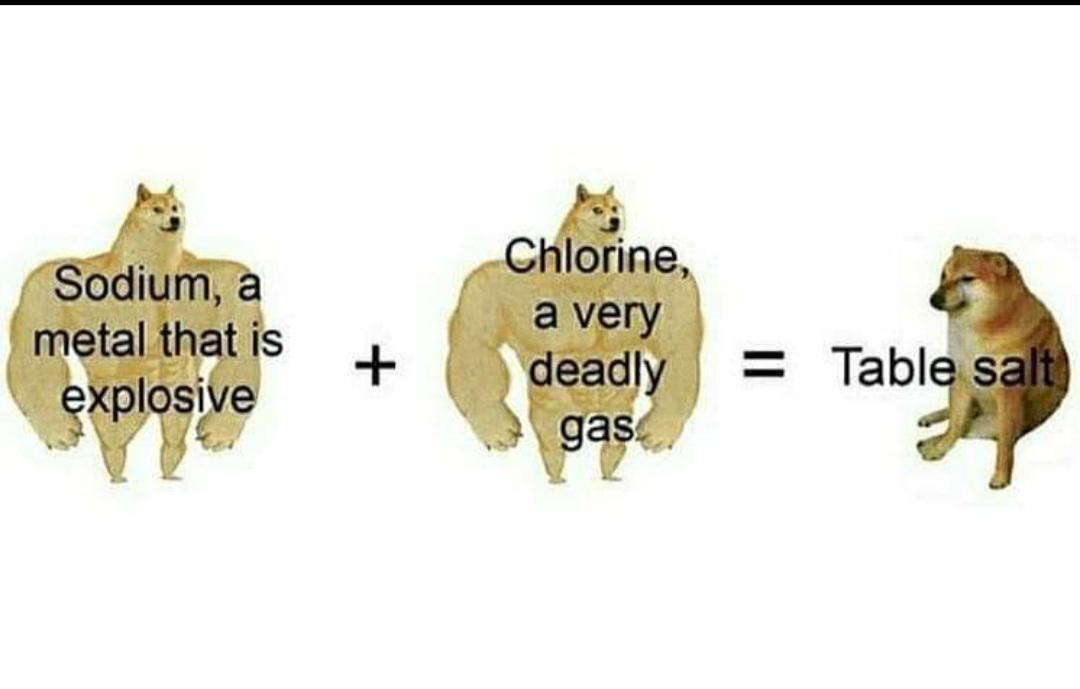 Sodium, a
metal that is
explosive
+
Chlorine,
a very
deadly
gas
=
Table salt